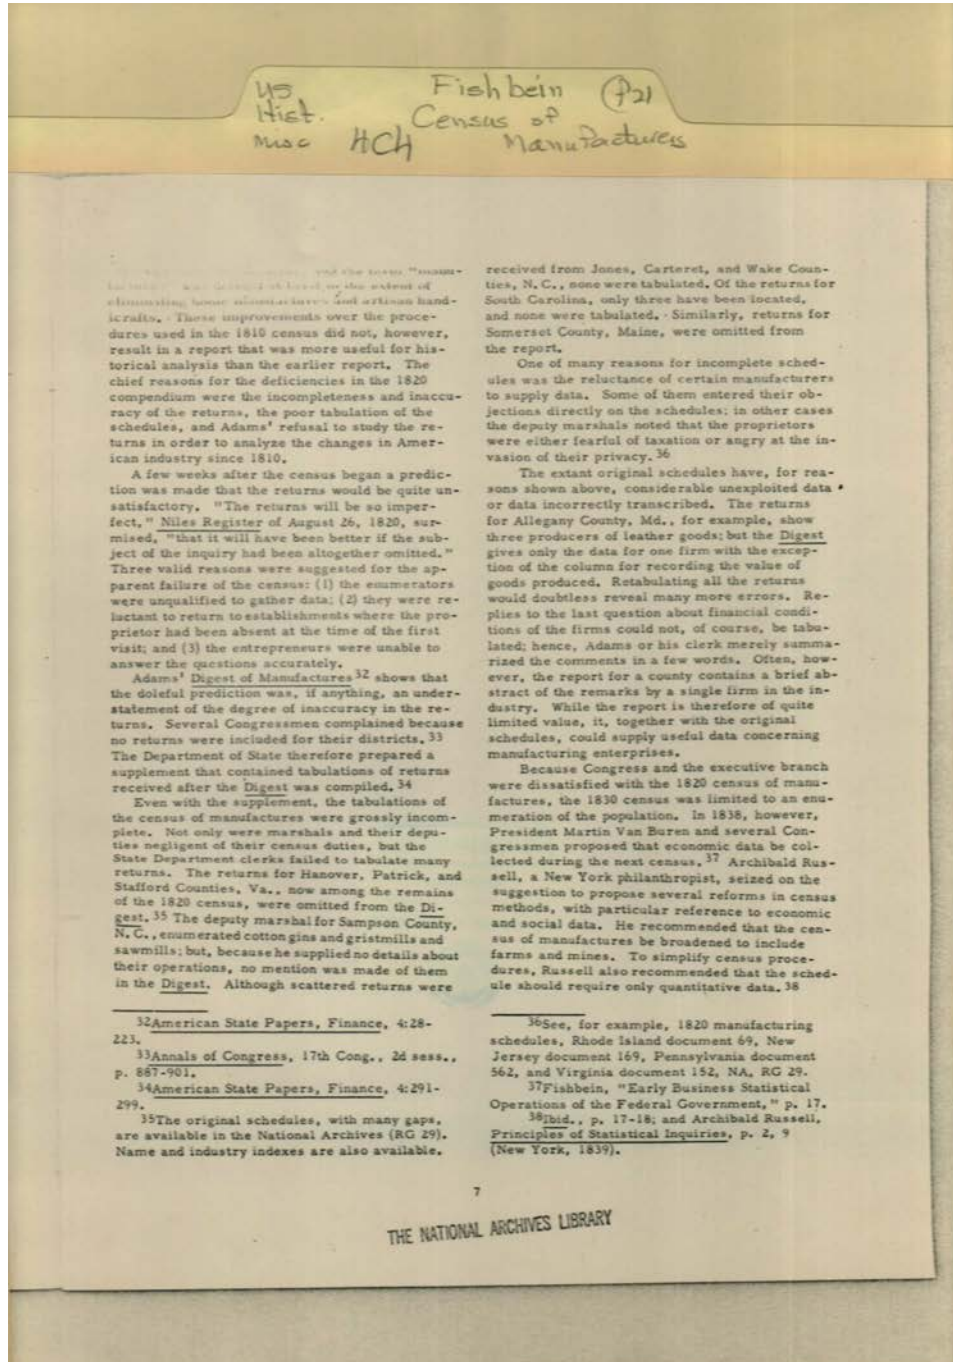 US Fishbein P21
Hist. Census of
Misc HCH Manufacturers
and the term "manu-
to the extent of
eliminating home manufactures and artisan hand-
icrafts. These improvements over the proce-
dures used in the 1810 census did not, however,
result in a report that was more useful for his-
torical analysis than the earlier report. The
chief reasons for the deficiencies in the 1820
compendium were the incompleteness and inaccu-
racy of the returns, the poor tabulation of the
schedules, and Adams' refusal to study the re-
turns in order to analyze the changes in Amer-
ican industry since 1810.
A few weeks after the census began a predic-
tion was made that the returns would be quite un-
satisfactory. "The returns will be so imper-
fect," Niles Register of August 26, 1820, sur-
mised, "that it will have been better if the sub-
ject of the inquiry had been altogether omitted."
Three valid reasons were suggested for the ap-
parent failure of the census: (1) the enumerators
were unqualified to gather data; (2) they were re-
luctant to return to establishments where the pro-
prietor had been absent at the time of the first
visit; and (3) the entrepreneurs were unable to
answer the questions accurately.
Adams' Digest of Manufactures 32 shows that
the doleful prediction was, if anything, an under-
statement of the degree of inaccuracy in the re-
turns. Several Congressmen complained because
no returns were included for their districts. 33
The Department of State therefore prepared a
supplement that contained tabulations of returns
received after the Digest was compiled. 34
Even with the supplement, the tabulations of
the census of manufactures were grossly incom-
plete. Not only were marshals and their depu-
ties negligent of their census duties, but the
State Department clerks failed to tabulate many
returns. The returns for Hanover, Patrick, and
Stafford Counties, Va., now among the remains
of the 1820 census, were omitted from the Di-
gest. 35 The deputy marshal for Sampson County,
N. C., enumerated cotton gins and gristmills and
sawmills; but, because he supplied no details about
their operations, no mention was made of them
in the Digest. Although scattered returns were
32American State Papers, Finance, 4:28-
223.
33Annals of Congress, 17th Cong., 2d sess.,
p. 887-901.
34American State Papers, Finance, 4:291-
299.
35The original schedules, with many gaps,
are available in the National Archives (RG 29).
Name and industry indexes are also available.
received from Jones, Carteret, and Wake Coun-
ties, N. C., none were tabulated. Of the returns for
South Carolina, only three have been located,
and none were tabulated. Similarly, returns for
Somerset County, Maine, were omitted from
the report.
One of many reasons for incomplete sched-
ules was the reluctance of certain manufacturers
to supply data. Some of them entered their ob-
jections directly on the schedules; in other cases
the deputy marshals noted that the proprietors
were either fearful of taxation or angry at the in-
vasion of their privacy. 36
The extant original schedules have, for rea-
sons shown above, considerable unexploited data
or data incorrectly transcribed. The returns
for Allegany County, Md., for example, show
three producers of leather goods; but the Digest
gives only the data for one firm with the excep-
tion of the column for recording the value of
goods produced. Retabulating all the returns
would doubtless reveal many more errors. Re-
plies to the last question about financial condi-
tions of the firms could not, of course, be tabu-
lated; hence, Adams or his clerk merely summa-
rized the comments in a few words. Often, how-
ever, the report for a county contains a brief ab-
stract of the remarks by a single firm in the in-
dustry. While the report is therefore of quite
limited value, it, together with the original
schedules, could supply useful data concerning
manufacturing enterprises.
Because Congress and the executive branch
were dissatisfied with the 1820 census of manu-
factures, the 1830 census was limited to an enu-
meration of the population. In 1838, however,
President Martin Van Buren and several Con-
gressmen proposed that economic data be col-
lected during the next census. 37 Archibald Rus-
sell, a New York philanthropist, seized on the
suggestion to propose several reforms in census
methods, with particular reference to economic
and social data. He recommended that the cen-
sus of manufactures be broadened to include
farms and mines. To simplify census proce-
dures, Russell also recommended that the sched-
ule should require only quantitative data. 38
36See, for example, 1820 manufacturing
schedules, Rhode Island document 69, New
Jersey document 169, Pennsylvania document
562, and Virginia document 152, NA, RG 29.
37Fishbein, "Early Business Statistical
Operations of the Federal Government," p. 17.
38Ibid., p. 17-18; and Archibald Russell,
Principles of Statistical Inquiries, p. 2, 9
(New York, 1839).
7
THE NATIONAL ARCHIVES LIBRARY